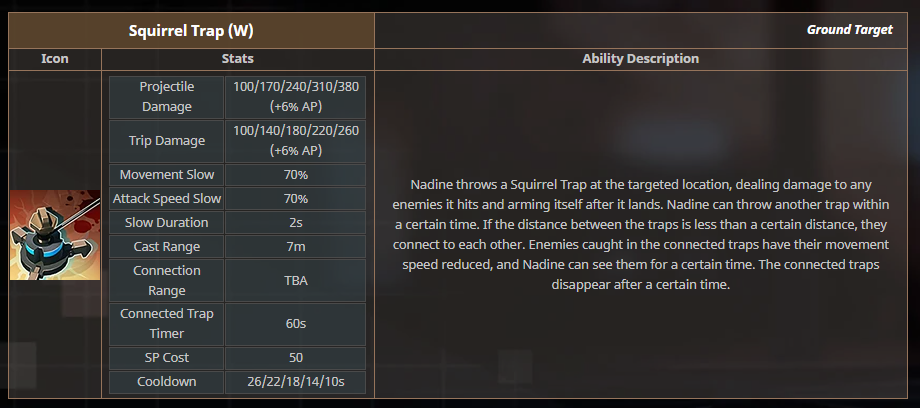 Squirrel Trap (W)
Ground Target
Icon
Stats
Ability Description
Projectile
Damage
100/170/240/310/380
(+6% AP)
Trip Damage
100/140/180/220/260
(+6% AP)
Movement Slow
70%
Attack Speed Slow
70%
Slow Duration
2s
Cast Range
7m
Connection
Range
TBA
Connected Trap
Timer
60s
SP Cost
50
Cooldown
26/22/18/14/10s
Nadine throws a Squirrel Trap at the targeted location, dealing damage to any
enemies it hits and arming itself after it lands. Nadine can throw another trap within
a certain time. If the distance between the traps is less than a certain distance, they
connect to each other. Enemies caught in the connected traps have their movement
speed reduced, and Nadine can see them for a certain time. The connected traps
disappear after a certain time.